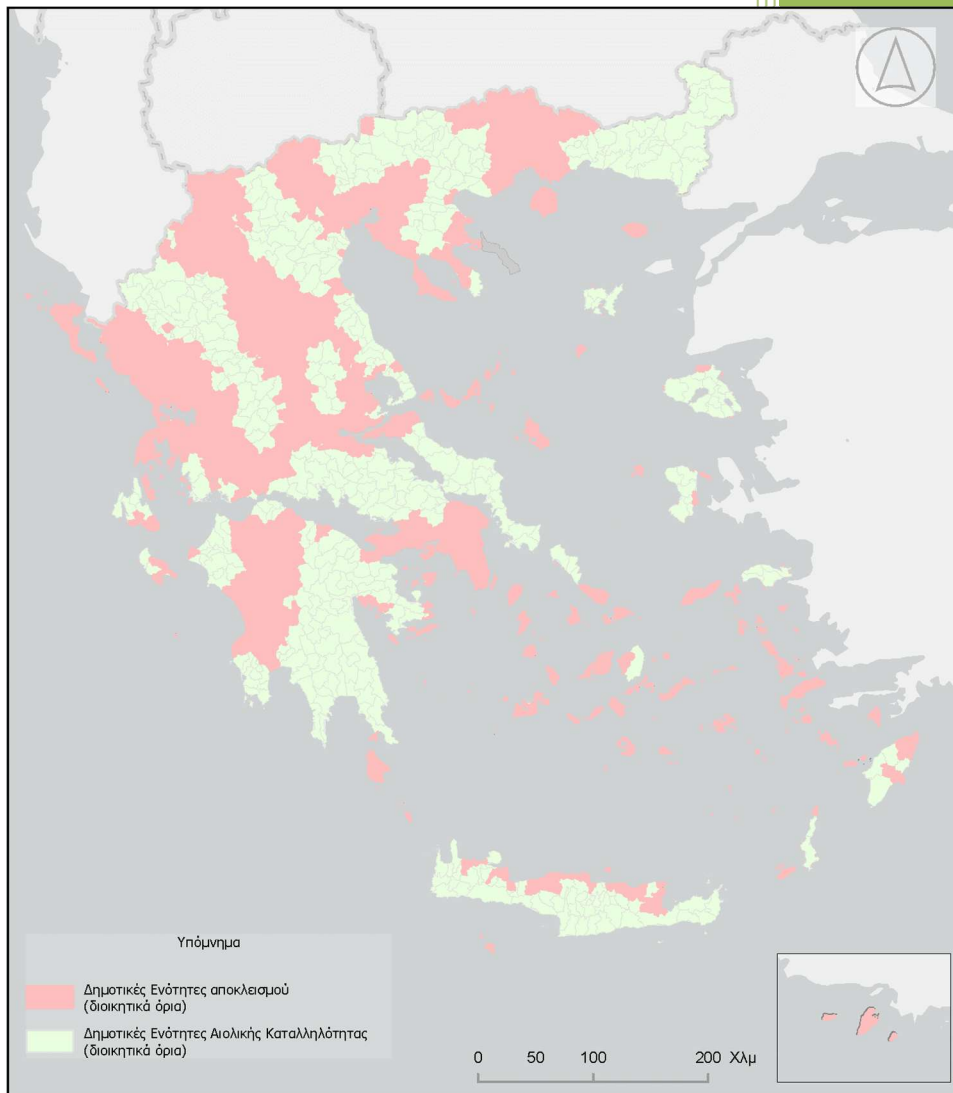 Υπόμνημα
Δημοτικές Ενότητες αποκλεισμού
(διοικητικά όρια)
Δημοτικές Ενότητες Αιολικής Καταλληλότητας
(διοικητικά όρια)
0 50 100 200 Χλμ